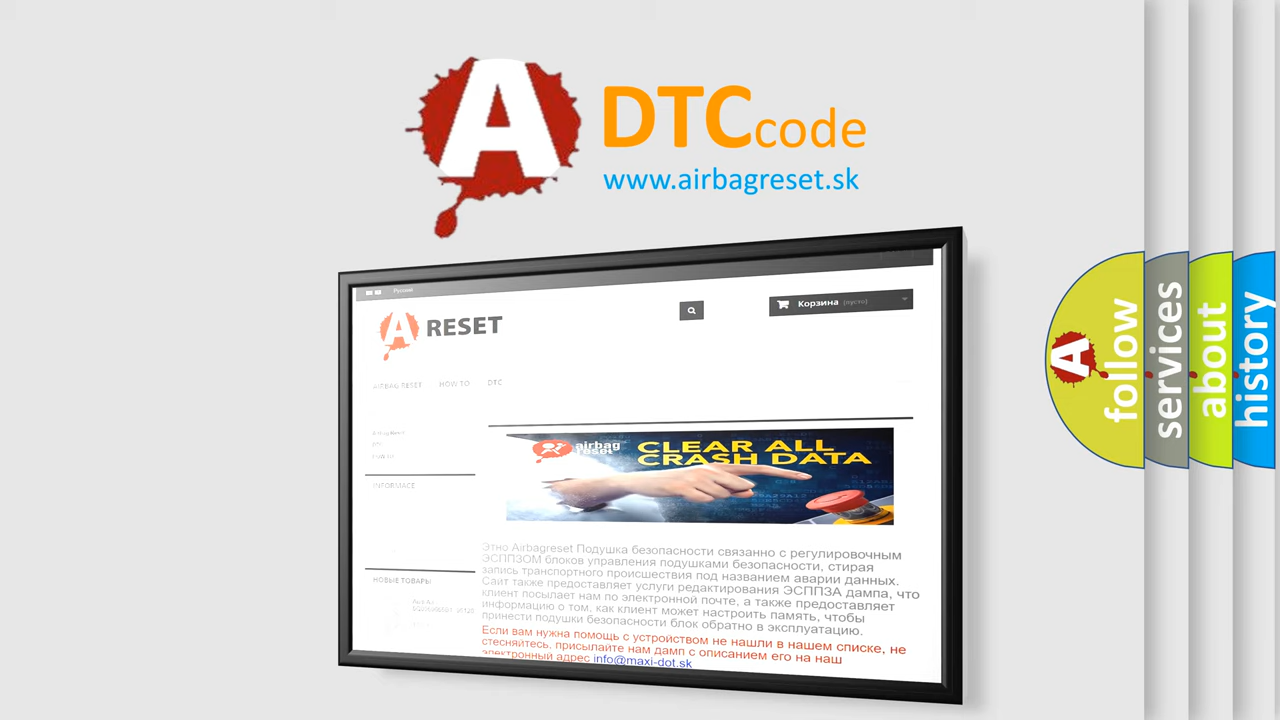 A
DTCcode
www.airbagreset.sk
Русский
A RESET
Корзина (пусто)
AIRBAG RESET HOW TO DTC
INFORMACE
airbag
reset
CLEAR ALL
CRASH DATA
Этно Airbagreset Подушка безопасности связанно с регулировочным
ЭСППЗОМ блоков управления подушками безопасности, стирая
запись транспортного происшествия под названием аварии данных.
Сайт также предоставляет услуги редактирования ЭСППЗА дампа, что
клиент посылает нам по электронной почте, а также предоставляет
информацию о том, как клиент может настроить память, чтобы
принести подушки безопасности блок обратно в эксплуатацию.
НОВЫЕ ТОВАРЫ
Если вам нужна помощь с устройством не нашли в нашем списке, не
стесняйтесь, присылайте нам дамп с описанием его на наш
электронный адрес info@maxi-dot.sk
A
follow
services
about
history